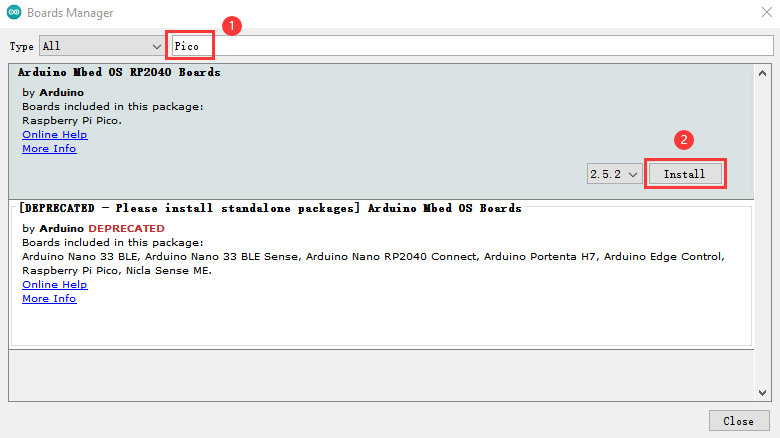 Boards Manager
1
Type All Pico
Arduino Mbed OS RP2040 Boards
by Arduino
Boards included in this package:
Raspberry Pi Pico.
Online Help
More Info
2
2.5.2 Install
[DEPRECATED - Please install standalone packages] Arduino Mbed OS Boards
by Arduino DEPRECATED
Boards included in this package:
Arduino Nano 33 BLE, Arduino Nano 33 BLE Sense, Arduino Nano RP2040 Connect, Arduino Portenta H7, Arduino Edge Control,
Raspberry Pi Pico, Nicla Sense ME.
Online Help
More Info
Close